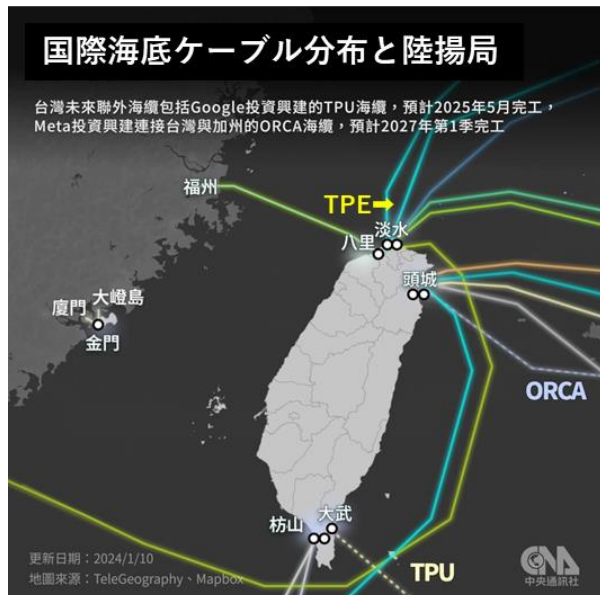 国際海底ケーブル分布と陸揚局
台灣未來聯外海纜包括Google投資興建的TPU海纜，預計2025年5月完工，
Meta投資興建連接台灣與加州的ORCA海纜，預計2027年第1季完工
福州
TPE➡
淡水
八里
頭城
大嶝島
廈門
金門
ORCA
大武
枋山
TPU
更新日期：2024/1/10
地圖來源：TeleGeography、Mapbox
CNA
中央通訊社